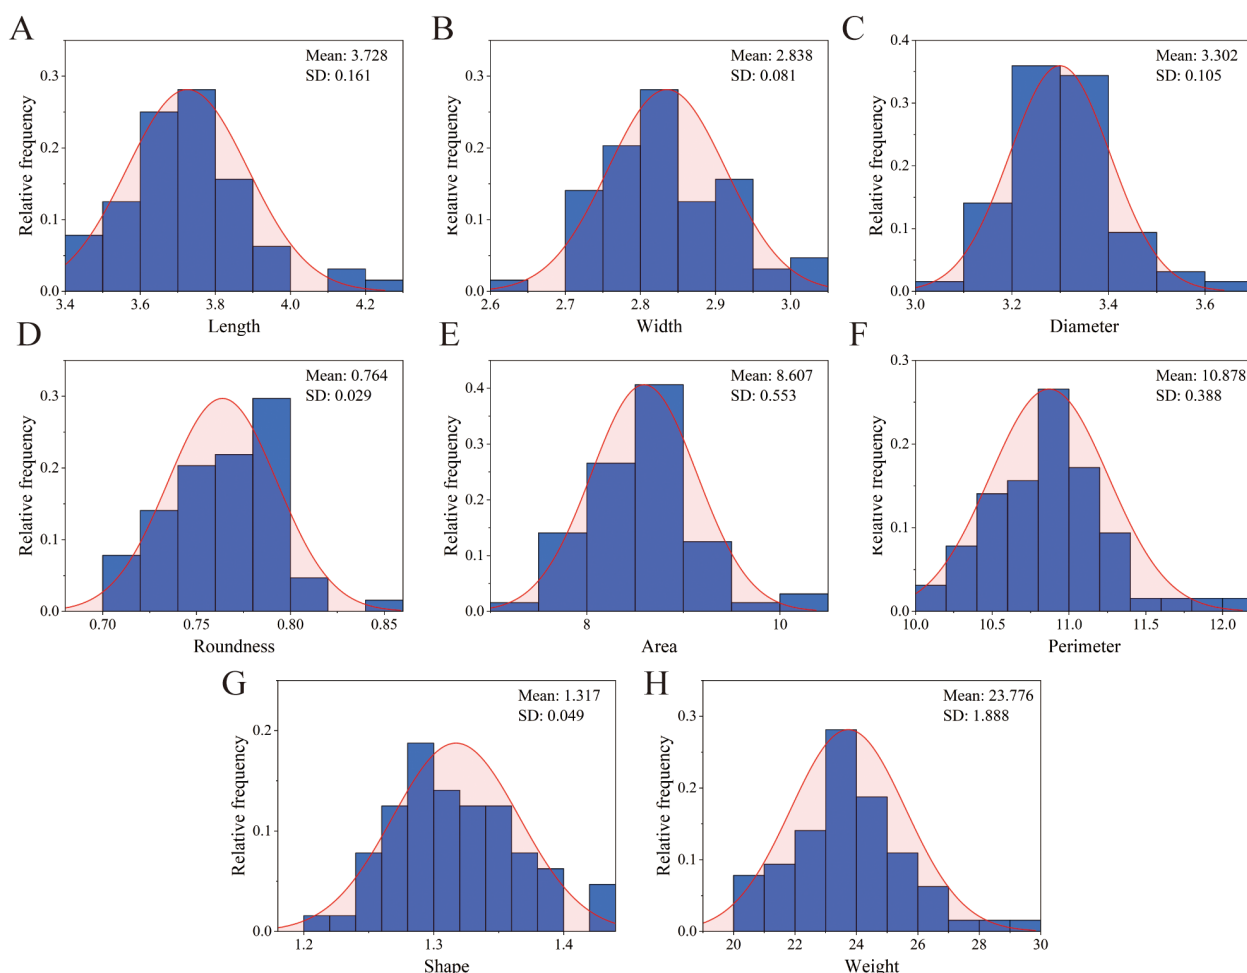 A
Mean: 3.728
SD: 0.161
Relative frequency
0.3
0.2
0.1
0.0
3.4
3.6
3.8
4.0
4.2
Length
B
Mean: 2.838
SD: 0.081
Relative frequency
0.3
0.2
0.1
0.0
2.6
2.7
2.8
2.9
3.0
Width
C
Mean: 3.302
SD: 0.105
Relative frequency
0.4
0.3
0.2
0.1
0.0
3.0
3.2
3.4
3.6
Diameter
D
Mean: 0.764
SD: 0.029
Relative frequency
0.3
0.2
0.1
0.0
0.70
0.75
0.80
0.85
Roundness
E
Mean: 8.607
SD: 0.553
Relative frequency
0.4
0.3
0.2
0.1
0.0
8
10
Area
F
Mean: 10.878
SD: 0.388
Relative frequency
0.3
0.2
0.1
0.0
10.0
10.5
11.0
11.5
12.0
Perimeter
G
Mean: 1.317
SD: 0.049
Relative frequency
0.2
0.1
0.0
1.2
1.3
1.4
Shape
H
Mean: 23.776
SD: 1.888
Relative frequency
0.3
0.2
0.1
0.0
20
22
24
26
28
30
Weight